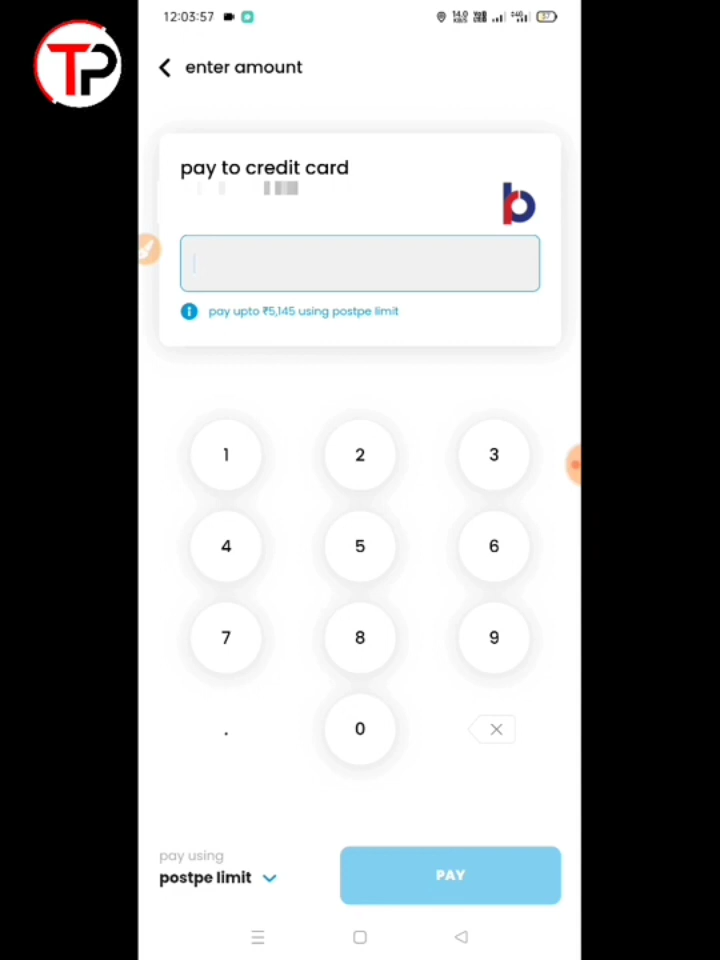 12:03:57
TP
enter amount
pay to credit card
pay upto ₹5,145 using postpe limit
1 2 3
4 5 6
7 8 9
. 0
pay using
postpe limit
PAY